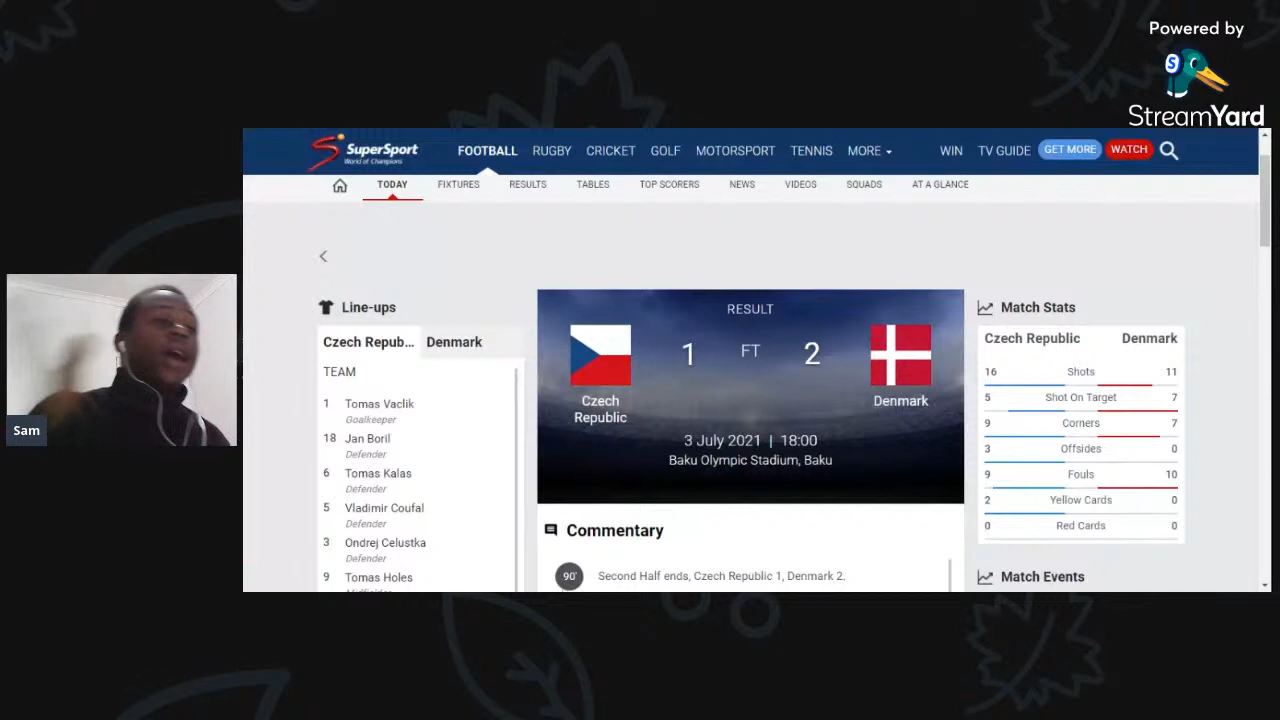 Powered by
S
StreamYard
SuperSport
World of Champions
FOOTBALL RUGBY CRICKET GOLF MOTORSPORT TENNIS MORE WIN TV GUIDE GET MORE WATCH
TODAY FIXTURES RESULTS TABLES TOP SCORERS NEWS VIDEOS SQUADS AT A GLANCE
Line-ups
Czech Repub... Denmark
TEAM
1 Tomas Vaclik
Goalkeeper
18 Jan Boril
Defender
6 Tomas Kalas
Defender
5 Vladimir Coufal
Defender
3 Ondrej Celustka
Defender
9 Tomas Holes
Midfielder
RESULT
1 FT 2
Czech
Republic
Denmark
3 July 2021 | 18:00
Baku Olympic Stadium, Baku
Commentary
90' Second Half ends, Czech Republic 1, Denmark 2.
Match Stats
Czech Republic Denmark
16 Shots 11
5 Shot On Target 7
9 Corners 7
3 Offsides 0
9 Fouls 10
2 Yellow Cards 0
0 Red Cards 0
Match Events
Sam